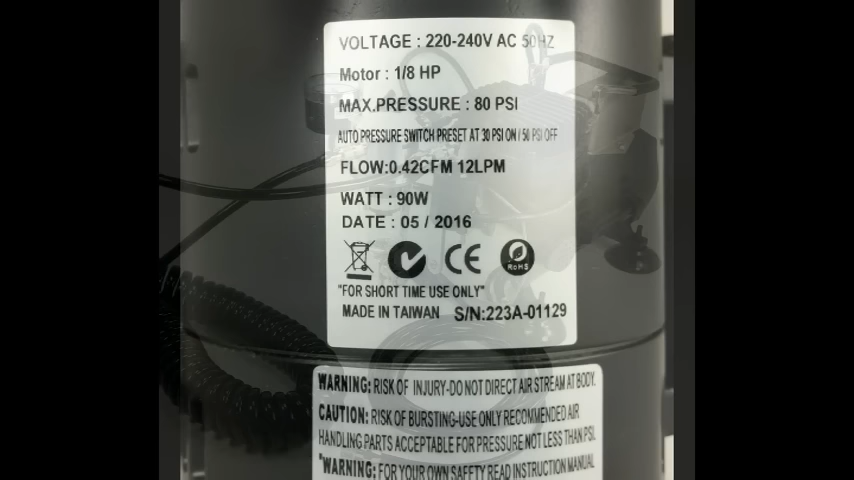 VOLTAGE : 220-240V AC 50HZ
Motor : 1/8 HP
MAX.PRESSURE : 80 PSI
AUTO PRESSURE SWITCH PRESET AT 30 PSI ON / 50 PSI OFF
FLOW:0.42CFM 12LPM
WATT : 90W
DATE : 05 / 2016
CE
RoHS
"FOR SHORT TIME USE ONLY"
MADE IN TAIWAN S/N:223A-01129
WARNING: RISK OF INJURY-DO NOT DIRECT AIR STREAM AT BODY.
CAUTION: RISK OF BURSTING-USE ONLY RECOMMENDED AIR
HANDLING PARTS ACCEPTABLE FOR PRESSURE NOT LESS THAN PSI.
"WARNING: FOR YOUR OWN SAFETY READ INSTRUCTION MANUAL